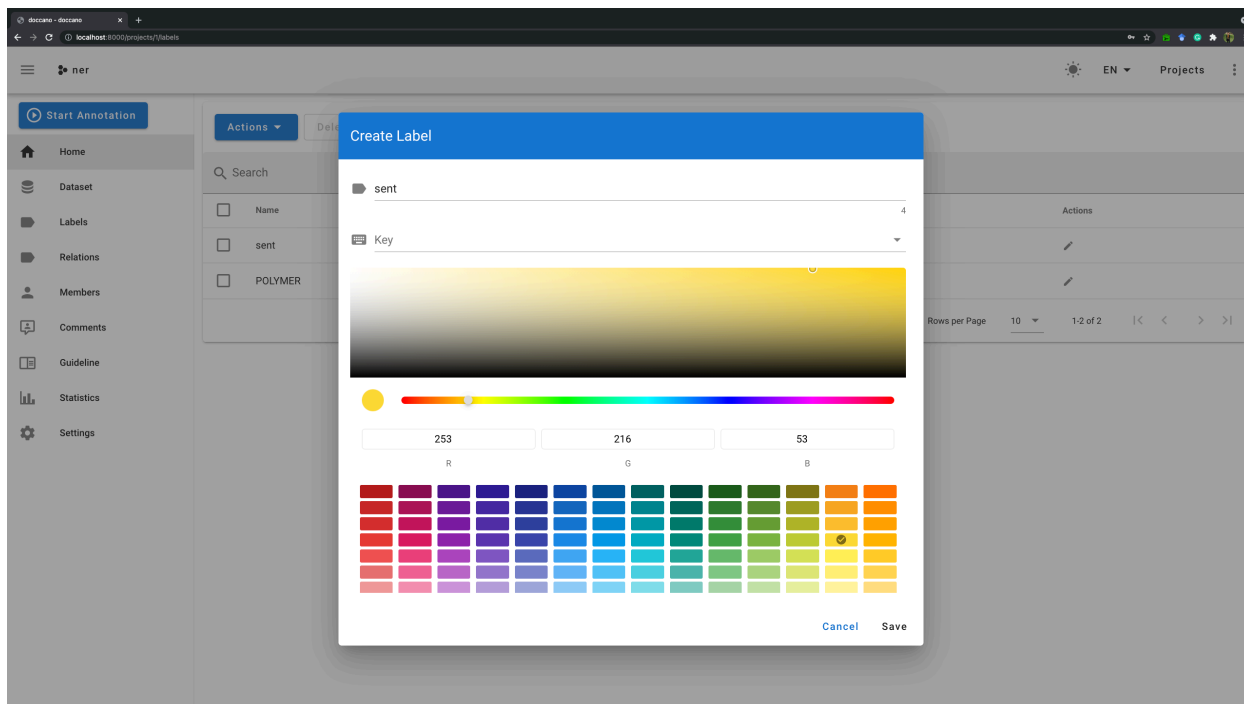 doccano - doccano
localhost:8000/projects/1/labels
ner
EN
Projects
Start Annotation
Home
Dataset
Labels
Relations
Members
Comments
Guideline
Statistics
Settings
Actions
Dele
Search
Name
Actions
sent
POLYMER
Rows per Page 10 1-2 of 2
Create Label
sent
4
Key
253 216 53
R G B
Cancel Save